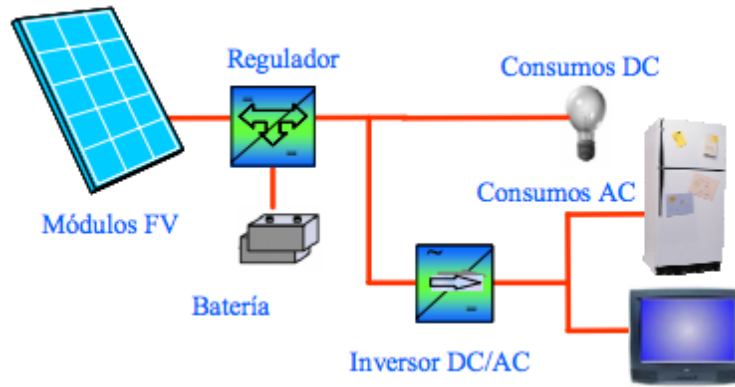 Regulador
Consumos DC
Módulos FV
Consumos AC
Batería
Inversor DC/AC